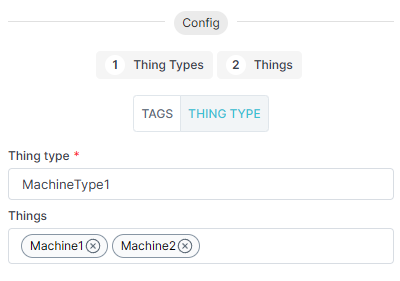 Config
1 Thing Types 2 Things
TAGS THING TYPE
Thing type *
MachineType1
Things
Machine1 Machine2